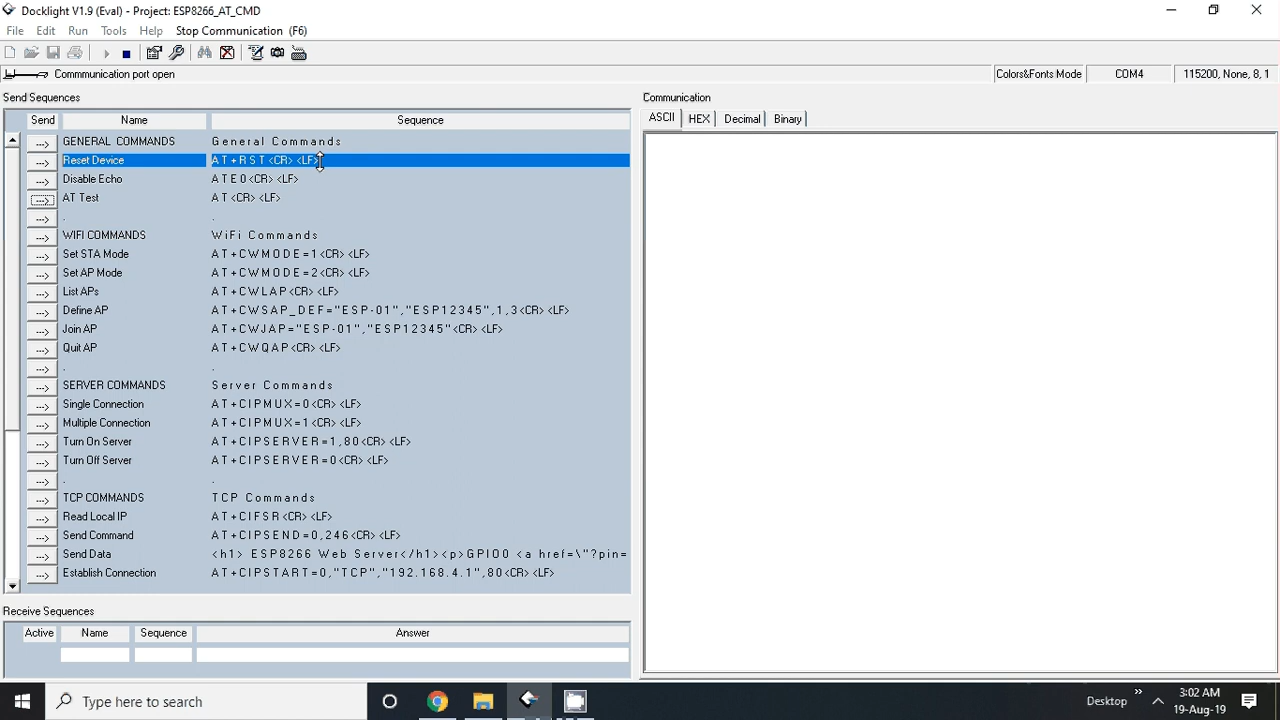 Docklight V1.9 (Eval) - Project: ESP8266_AT_CMD
File Edit Run Tools Help Stop Communication (F6)
Commmunication port open Colors&Fonts Mode COM4 115200, None, 8, 1
Send Sequences
Send Name Sequence
---> GENERAL COMMANDS General Commands
---> Reset Device AT+RST<CR><LF>
---> Disable Echo ATE0<CR><LF>
---> AT Test AT<CR><LF>
---> . .
---> WIFI COMMANDS WiFi Commands
---> Set STA Mode AT+CWMODE=1<CR><LF>
---> Set AP Mode AT+CWMODE=2<CR><LF>
---> List APs AT+CWLAP<CR><LF>
---> Define AP AT+CWSAP_DEF="ESP-01","ESP12345",1,3<CR><LF>
---> Join AP AT+CWJAP="ESP-01","ESP12345"<CR><LF>
---> Quit AP AT+CWQAP<CR><LF>
---> . .
---> SERVER COMMANDS Server Commands
---> Single Connection AT+CIPMUX=0<CR><LF>
---> Multiple Connection AT+CIPMUX=1<CR><LF>
---> Turn On Server AT+CIPSERVER=1,80<CR><LF>
---> Turn Off Server AT+CIPSERVER=0<CR><LF>
---> . .
---> TCP COMMANDS TCP Commands
---> Read Local IP AT+CIFSR<CR><LF>
---> Send Command AT+CIPSEND=0,246<CR><LF>
---> Send Data <h1> ESP8266 Web Server</h1><p>GPIO0 <a href=\"?pin=
---> Establish Connection AT+CIPSTART=0,"TCP","192.168.4.1",80<CR><LF>
Receive Sequences
Active Name Sequence Answer
Communication
ASCII HEX Decimal Binary
Type here to search
Desktop
3:02 AM
19-Aug-19